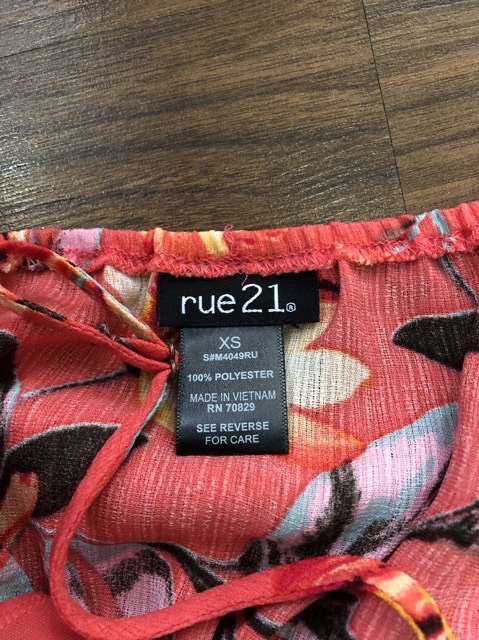 rue21®
XS
S#M4049RU
100% POLYESTER
MADE IN VIETNAM
RN 70829
SEE REVERSE
FOR CARE